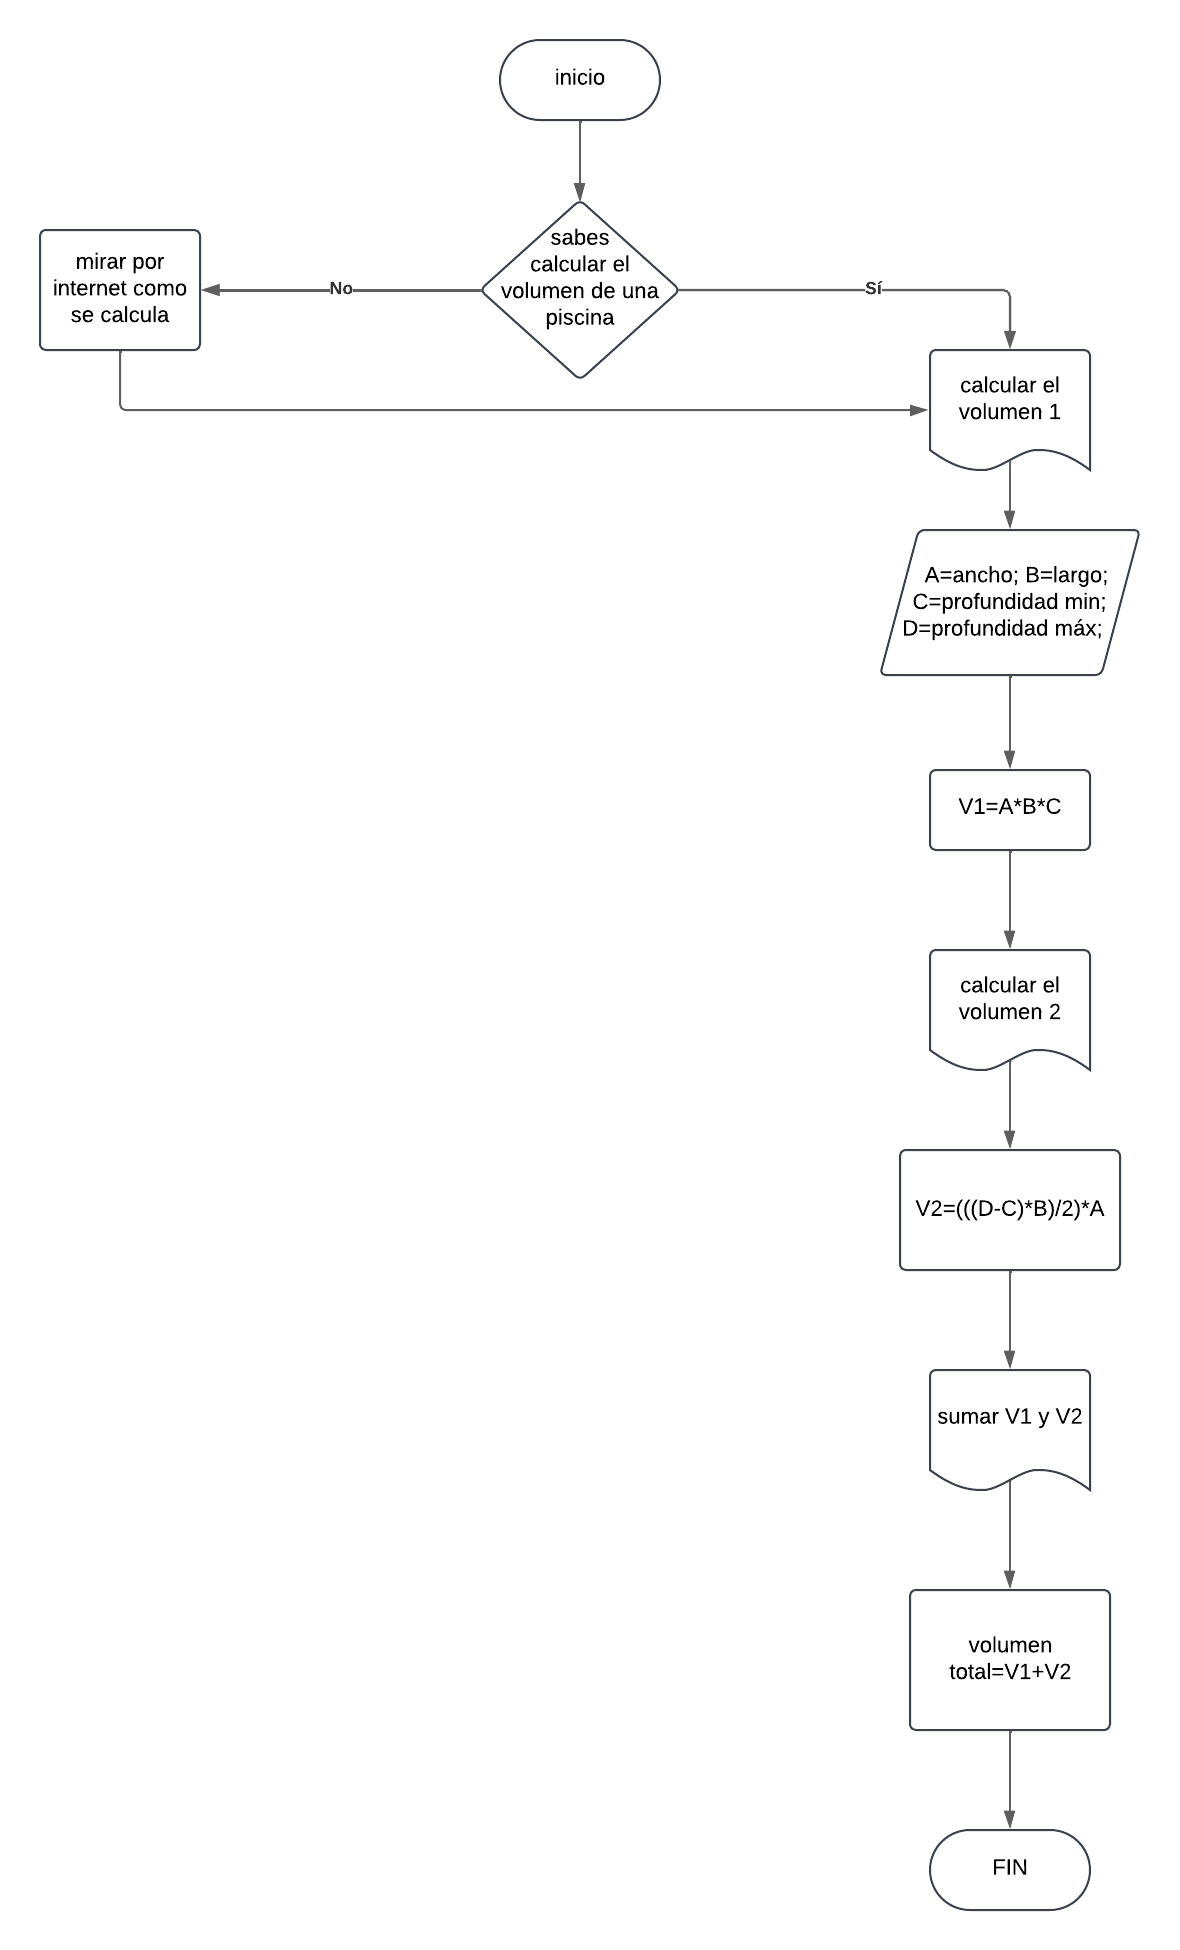 inicio
sabes
calcular el
volumen de una
piscina
No
Sí
mirar por
internet como
se calcula
calcular el
volumen 1
A=ancho; B=largo;
C=profundidad min;
D=profundidad máx;
V1=A*B*C
calcular el
volumen 2
V2=(((D-C)*B)/2)*A
sumar V1 y V2
volumen
total=V1+V2
FIN